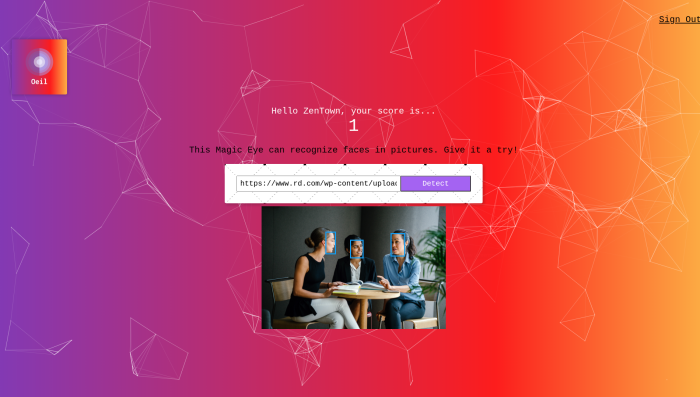 Sign Out
Oeil
Hello ZenTown, your score is...
1
This Magic Eye can recognize faces in pictures. Give it a try!
https://www.rd.com/wp-content/upload
Detect